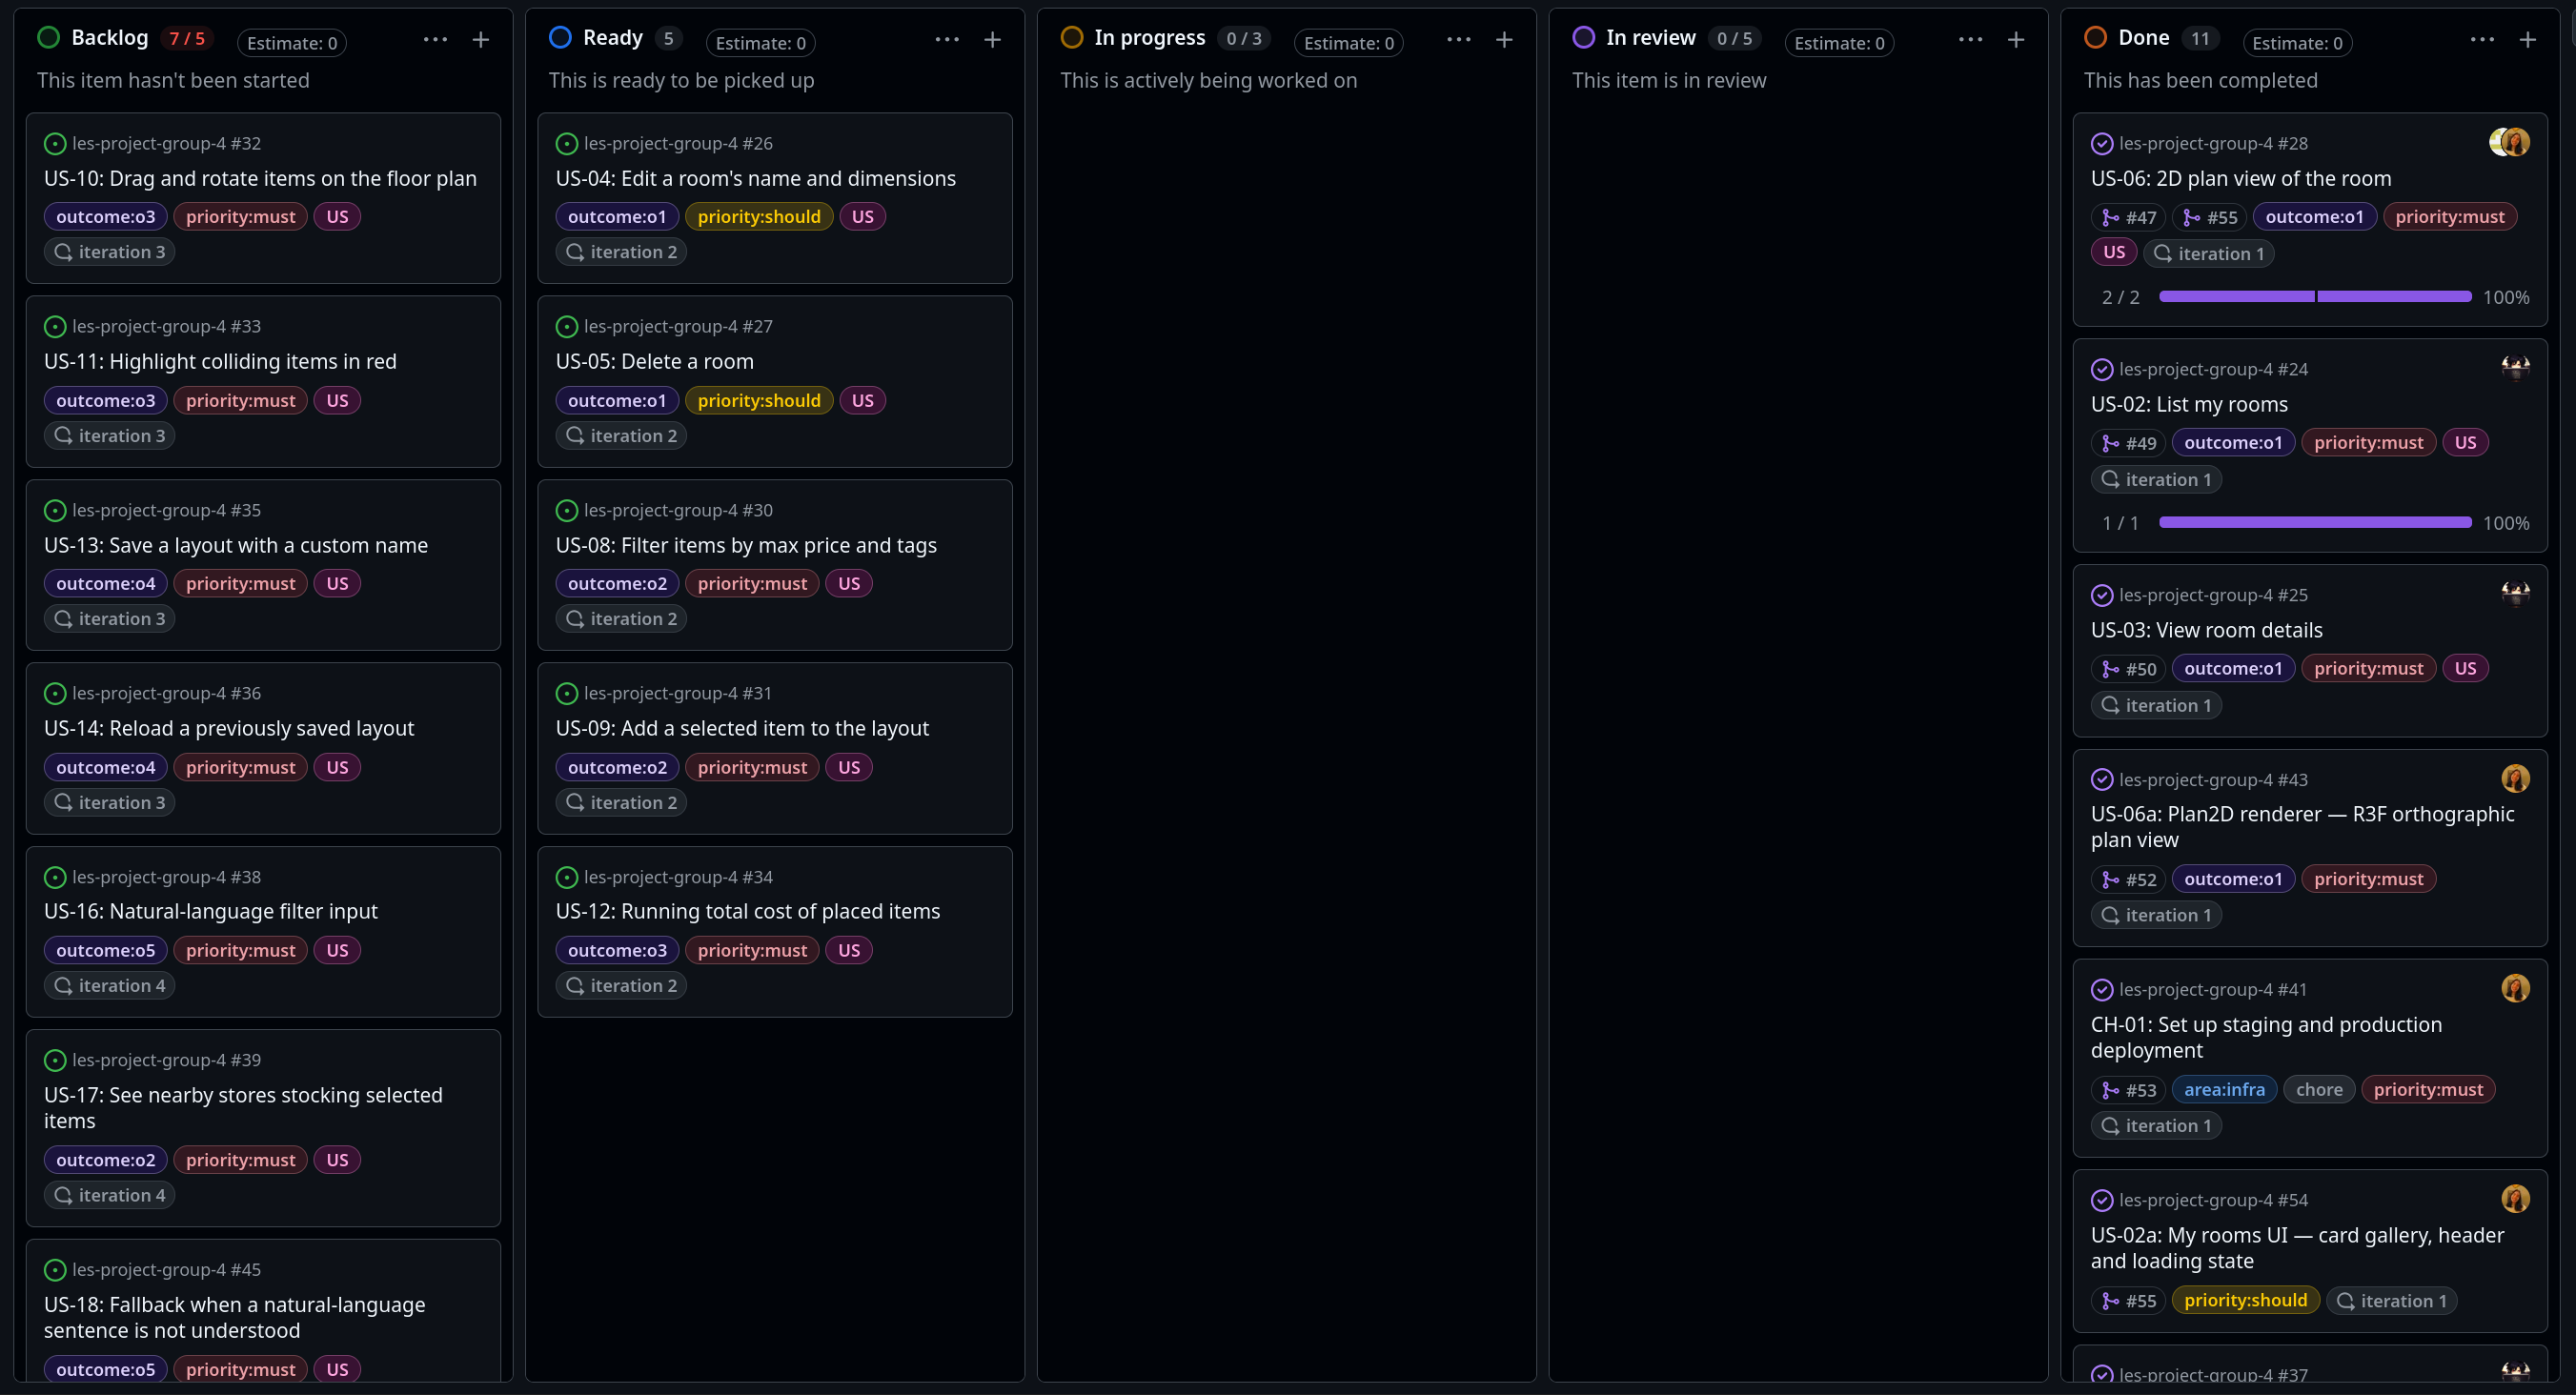 Backlog 7 / 5 Estimate: 0
This item hasn't been started
les-project-group-4 #32
US-10: Drag and rotate items on the floor plan
outcome:o3 priority:must US
iteration 3
les-project-group-4 #33
US-11: Highlight colliding items in red
outcome:o3 priority:must US
iteration 3
les-project-group-4 #35
US-13: Save a layout with a custom name
outcome:o4 priority:must US
iteration 3
les-project-group-4 #36
US-14: Reload a previously saved layout
outcome:o4 priority:must US
iteration 3
les-project-group-4 #38
US-16: Natural-language filter input
outcome:o5 priority:must US
iteration 4
les-project-group-4 #39
US-17: See nearby stores stocking selected
items
outcome:o2 priority:must US
iteration 4
les-project-group-4 #45
US-18: Fallback when a natural-language
sentence is not understood
outcome:o5 priority:must US
Ready 5 Estimate: 0
This is ready to be picked up
les-project-group-4 #26
US-04: Edit a room's name and dimensions
outcome:o1 priority:should US
iteration 2
les-project-group-4 #27
US-05: Delete a room
outcome:o1 priority:should US
iteration 2
les-project-group-4 #30
US-08: Filter items by max price and tags
outcome:o2 priority:must US
iteration 2
les-project-group-4 #31
US-09: Add a selected item to the layout
outcome:o2 priority:must US
iteration 2
les-project-group-4 #34
US-12: Running total cost of placed items
outcome:o3 priority:must US
iteration 2
In progress 0 / 3 Estimate: 0
This is actively being worked on
In review 0 / 5 Estimate: 0
This item is in review
Done 11 Estimate: 0
This has been completed
les-project-group-4 #28
US-06: 2D plan view of the room
#47 #55 outcome:o1 priority:must
US iteration 1
2 / 2 100%
les-project-group-4 #24
US-02: List my rooms
#49 outcome:o1 priority:must US
iteration 1
1 / 1 100%
les-project-group-4 #25
US-03: View room details
#50 outcome:o1 priority:must US
iteration 1
les-project-group-4 #43
US-06a: Plan2D renderer — R3F orthographic
plan view
#52 outcome:o1 priority:must
iteration 1
les-project-group-4 #41
CH-01: Set up staging and production
deployment
#53 area:infra chore priority:must
iteration 1
les-project-group-4 #54
US-02a: My rooms UI — card gallery, header
and loading state
#55 priority:should iteration 1
les-project-group-4 #37